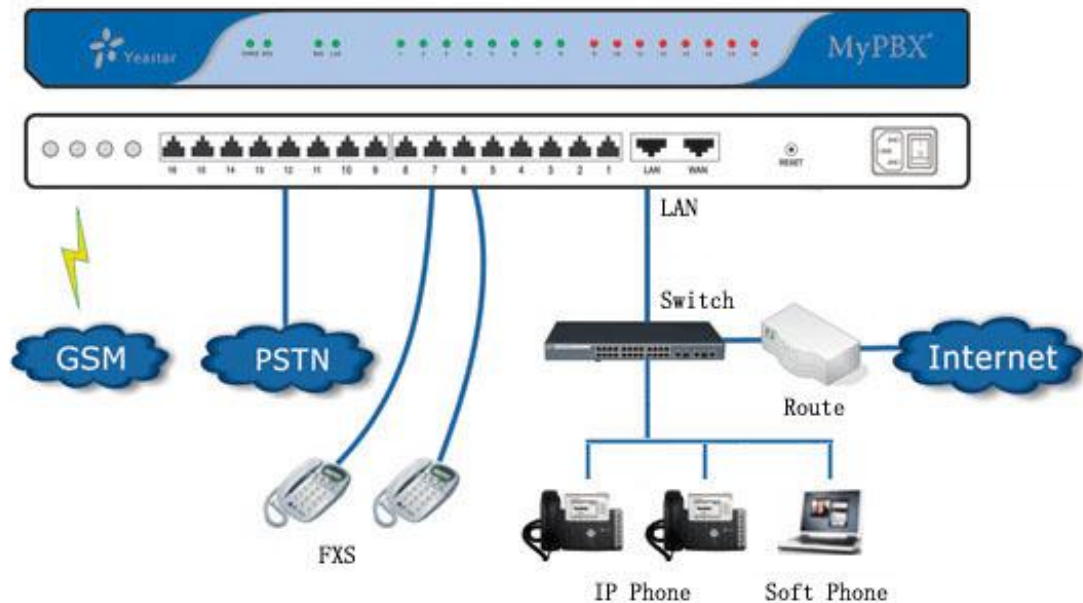 Yeastar
MyPBX
16 15 14 13 12 11 10 9 8 7 6 5 4 3 2 1 LAN WAN RESET
LAN
Switch
GSM PSTN Internet
Route
FXS
IP Phone Soft Phone